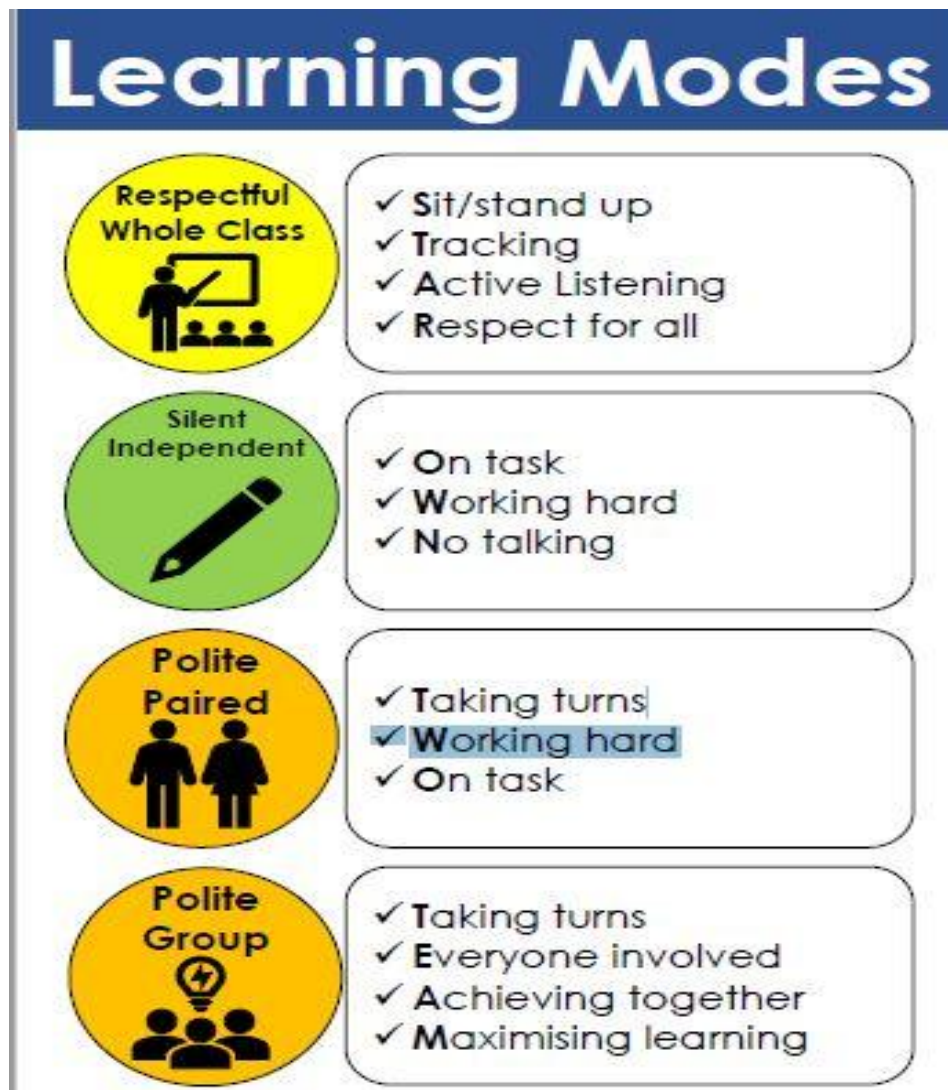 Learning Modes
Respectful
Whole Class
✓ Sit/stand up
✓ Tracking
✓ Active Listening
✓ Respect for all
Silent
Independent
✓ On task
✓ Working hard
✓ No talking
Polite
Paired
✓ Taking turns
✓ Working hard
✓ On task
Polite
Group
✓ Taking turns
✓ Everyone involved
✓ Achieving together
✓ Maximising learning